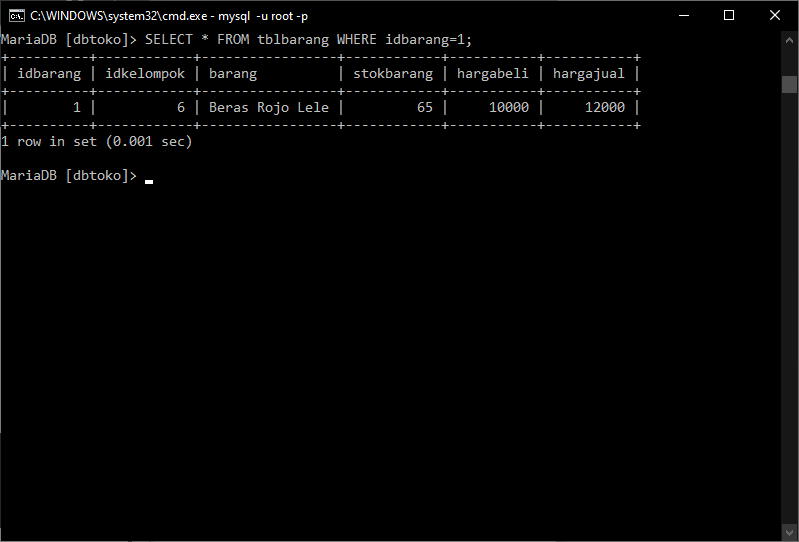 C:\WINDOWS\system32\cmd.exe - mysql  -u root -p
MariaDB [dbtoko]> SELECT * FROM tblbarang WHERE idbarang=1;
+----------+------------+-----------------+------------+-----------+-----------+
| idbarang | idkelompok | barang          | stokbarang | hargabeli | hargajual |
+----------+------------+-----------------+------------+-----------+-----------+
|        1 |          6 | Beras Rojo Lele |         65 |     10000 |     12000 |
+----------+------------+-----------------+------------+-----------+-----------+
1 row in set (0.001 sec)
MariaDB [dbtoko]> _